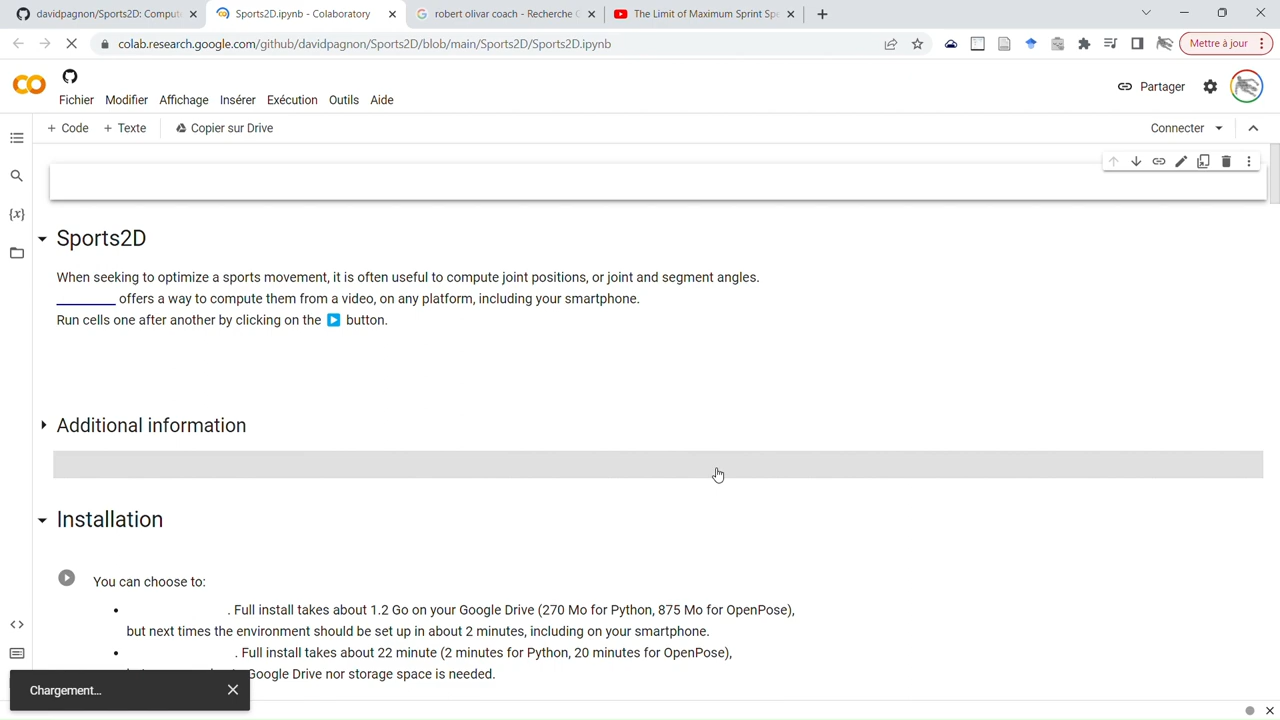 davidpagnon/Sports2D: Comput
Sports2D.ipynb - Colaboratory
robert olivar coach - Recherche G
The Limit of Maximum Sprint Spe
colab.research.google.com/github/davidpagnon/Sports2D/blob/main/Sports2D/Sports2D.ipynb
Mettre à jour
CO
Fichier Modifier Affichage Insérer Exécution Outils Aide
Partager
+ Code + Texte Copier sur Drive
Connecter
{x}
Sports2D
When seeking to optimize a sports movement, it is often useful to compute joint positions, or joint and segment angles.
offers a way to compute them from a video, on any platform, including your smartphone.
Run cells one after another by clicking on the ▶ button.
Additional information
Installation
You can choose to:
. Full install takes about 1.2 Go on your Google Drive (270 Mo for Python, 875 Mo for OpenPose),
but next times the environment should be set up in about 2 minutes, including on your smartphone.
. Full install takes about 22 minute (2 minutes for Python, 20 minutes for OpenPose),
Google Drive nor storage space is needed.
Chargement...